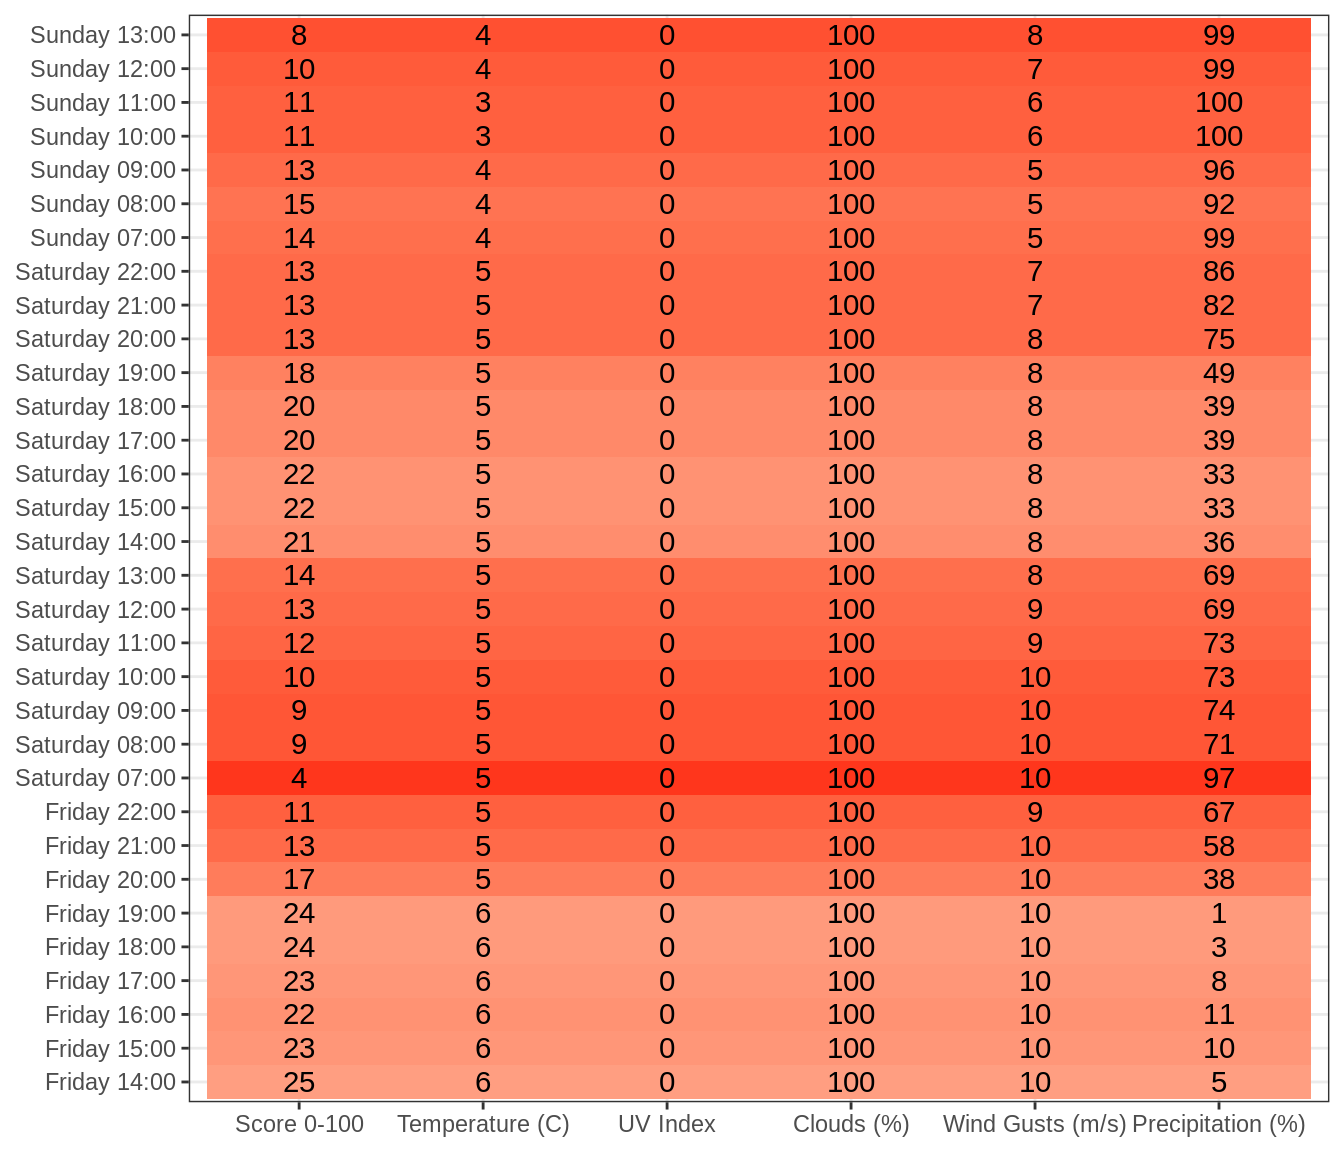 Sunday 13:00 8 4 0 100 8 99
Sunday 12:00 10 4 0 100 7 99
Sunday 11:00 11 3 0 100 6 100
Sunday 10:00 11 3 0 100 6 100
Sunday 09:00 13 4 0 100 5 96
Sunday 08:00 15 4 0 100 5 92
Sunday 07:00 14 4 0 100 5 99
Saturday 22:00 13 5 0 100 7 86
Saturday 21:00 13 5 0 100 7 82
Saturday 20:00 13 5 0 100 8 75
Saturday 19:00 18 5 0 100 8 49
Saturday 18:00 20 5 0 100 8 39
Saturday 17:00 20 5 0 100 8 39
Saturday 16:00 22 5 0 100 8 33
Saturday 15:00 22 5 0 100 8 33
Saturday 14:00 21 5 0 100 8 36
Saturday 13:00 14 5 0 100 8 69
Saturday 12:00 13 5 0 100 9 69
Saturday 11:00 12 5 0 100 9 73
Saturday 10:00 10 5 0 100 10 73
Saturday 09:00 9 5 0 100 10 74
Saturday 08:00 9 5 0 100 10 71
Saturday 07:00 4 5 0 100 10 97
Friday 22:00 11 5 0 100 9 67
Friday 21:00 13 5 0 100 10 58
Friday 20:00 17 5 0 100 10 38
Friday 19:00 24 6 0 100 10 1
Friday 18:00 24 6 0 100 10 3
Friday 17:00 23 6 0 100 10 8
Friday 16:00 22 6 0 100 10 11
Friday 15:00 23 6 0 100 10 10
Friday 14:00 25 6 0 100 10 5
Score 0-100 Temperature (C) UV Index Clouds (%) Wind Gusts (m/s) Precipitation (%)